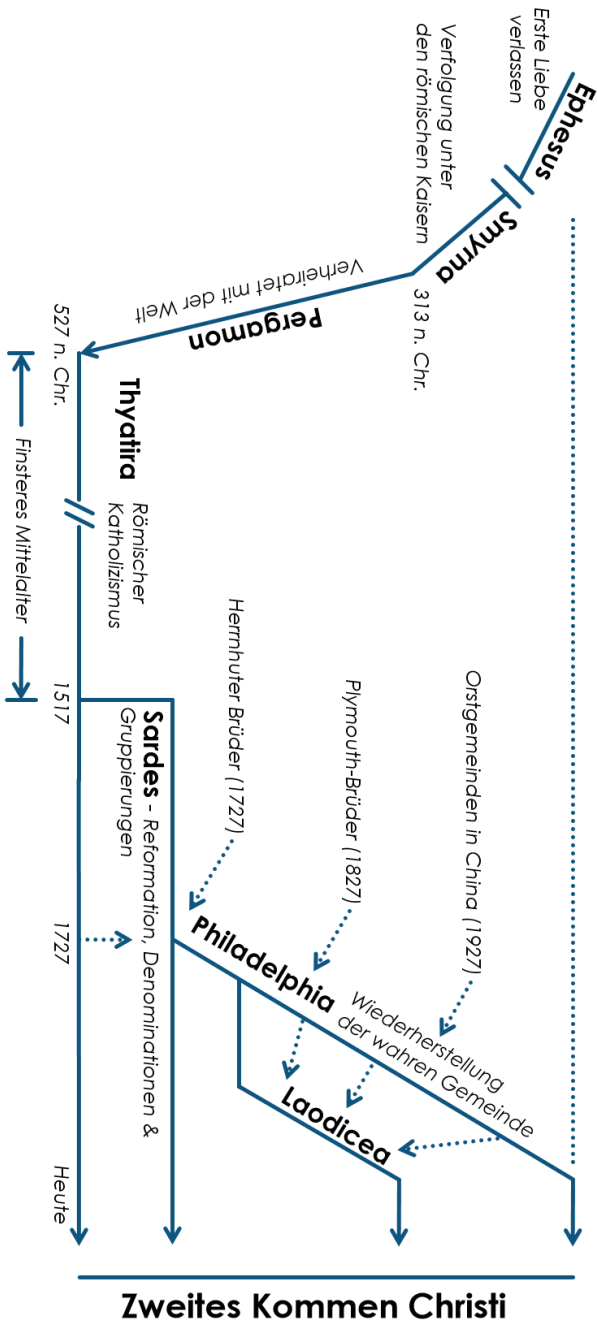 Ephesus
Erste Liebe
verlassen
Smyrna
Verfolgung unter
den römischen Kaisern
313 n. Chr.
Pergamon
Verheiratet mit der Welt
527 n. Chr.
Thyatira
Römischer
Katholizismus
Finsteres Mittelalter
1517
Sardes - Reformation, Denominationen &
Gruppierungen
Herrnhuter Brüder (1727)
Plymouth-Brüder (1827)
Orstgemeinden in China (1927)
1727
Philadelphia
Wiederherstellung
der wahren Gemeinde
Laodicea
Heute
Zweites Kommen Christi